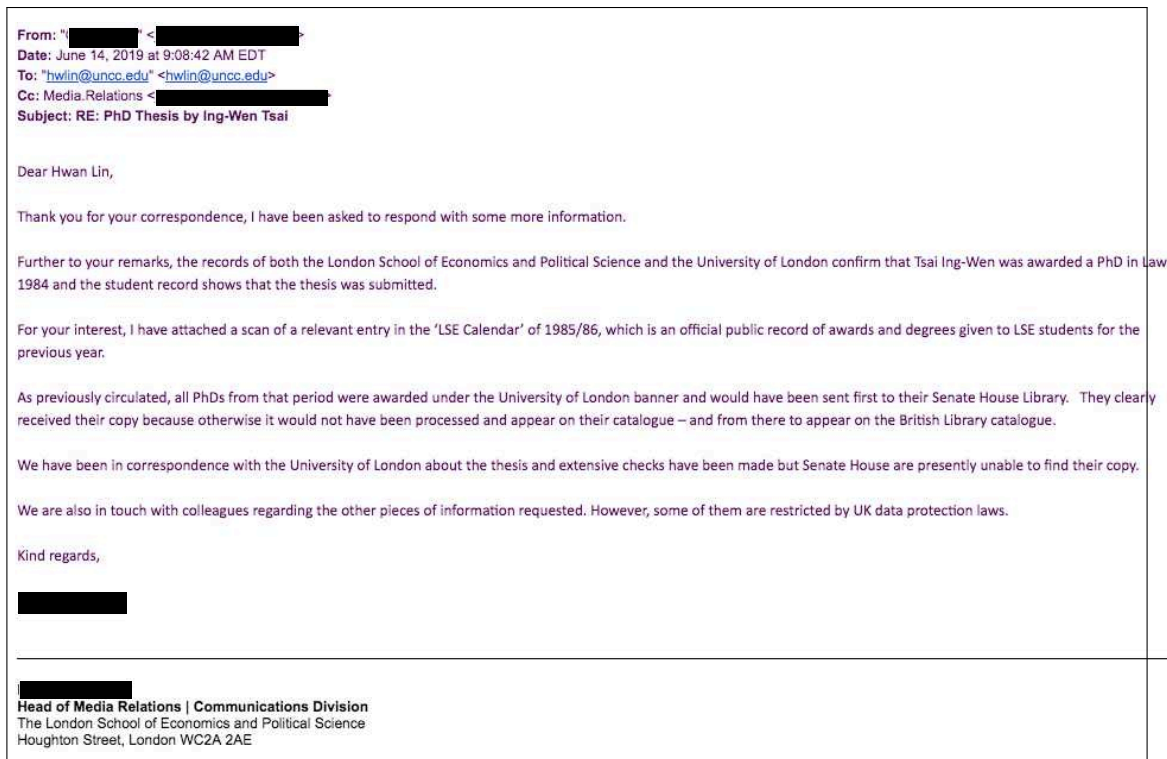 From: "( " < >
Date: June 14, 2019 at 9:08:42 AM EDT
To: "hwlin@uncc.edu" <hwlin@uncc.edu>
Cc: Media.Relations <
Subject: RE: PhD Thesis by Ing-Wen Tsai
Dear Hwan Lin,
Thank you for your correspondence, I have been asked to respond with some more information.
Further to your remarks, the records of both the London School of Economics and Political Science and the University of London confirm that Tsai Ing-Wen was awarded a PhD in Law
1984 and the student record shows that the thesis was submitted.
For your interest, I have attached a scan of a relevant entry in the ‘LSE Calendar’ of 1985/86, which is an official public record of awards and degrees given to LSE students for the
previous year.
As previously circulated, all PhDs from that period were awarded under the University of London banner and would have been sent first to their Senate House Library. They clearly
received their copy because otherwise it would not have been processed and appear on their catalogue – and from there to appear on the British Library catalogue.
We have been in correspondence with the University of London about the thesis and extensive checks have been made but Senate House are presently unable to find their copy.
We are also in touch with colleagues regarding the other pieces of information requested. However, some of them are restricted by UK data protection laws.
Kind regards,
Head of Media Relations | Communications Division
The London School of Economics and Political Science
Houghton Street, London WC2A 2AE